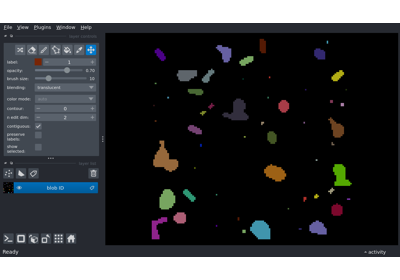 File View Plugins Window Help
label: 1
opacity: 0.70
brush size: 10
blending: translucent
color mode:
contour: 0
n edit dim: 2
contiguous:
preserve labels:
show selected:
blob ID
Ready
activity